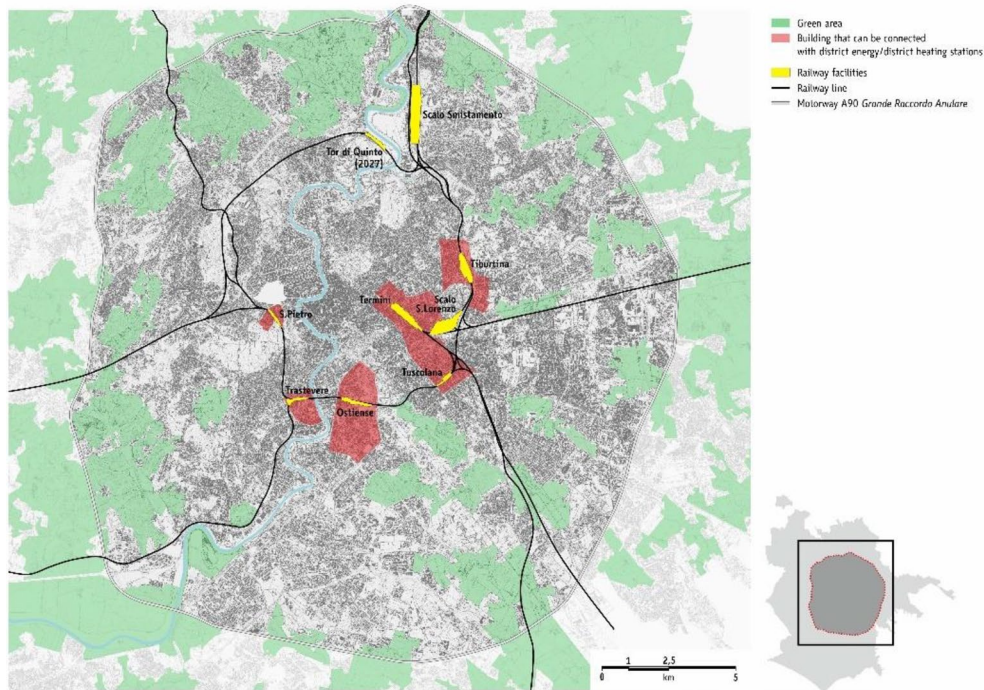 Green area
Building that can be connected
with district energy/district heating stations
Railway facilities
Railway line
Motorway A90 Grande Raccordo Anulare
Scalo Smistamento
Tor di Quinto
(2027)
Tiburtina
Termini
Scalo
S.Lorenzo
S.Pietro
Tuscolana
Trastevere
Ostiense
1 2,5
0 km 5